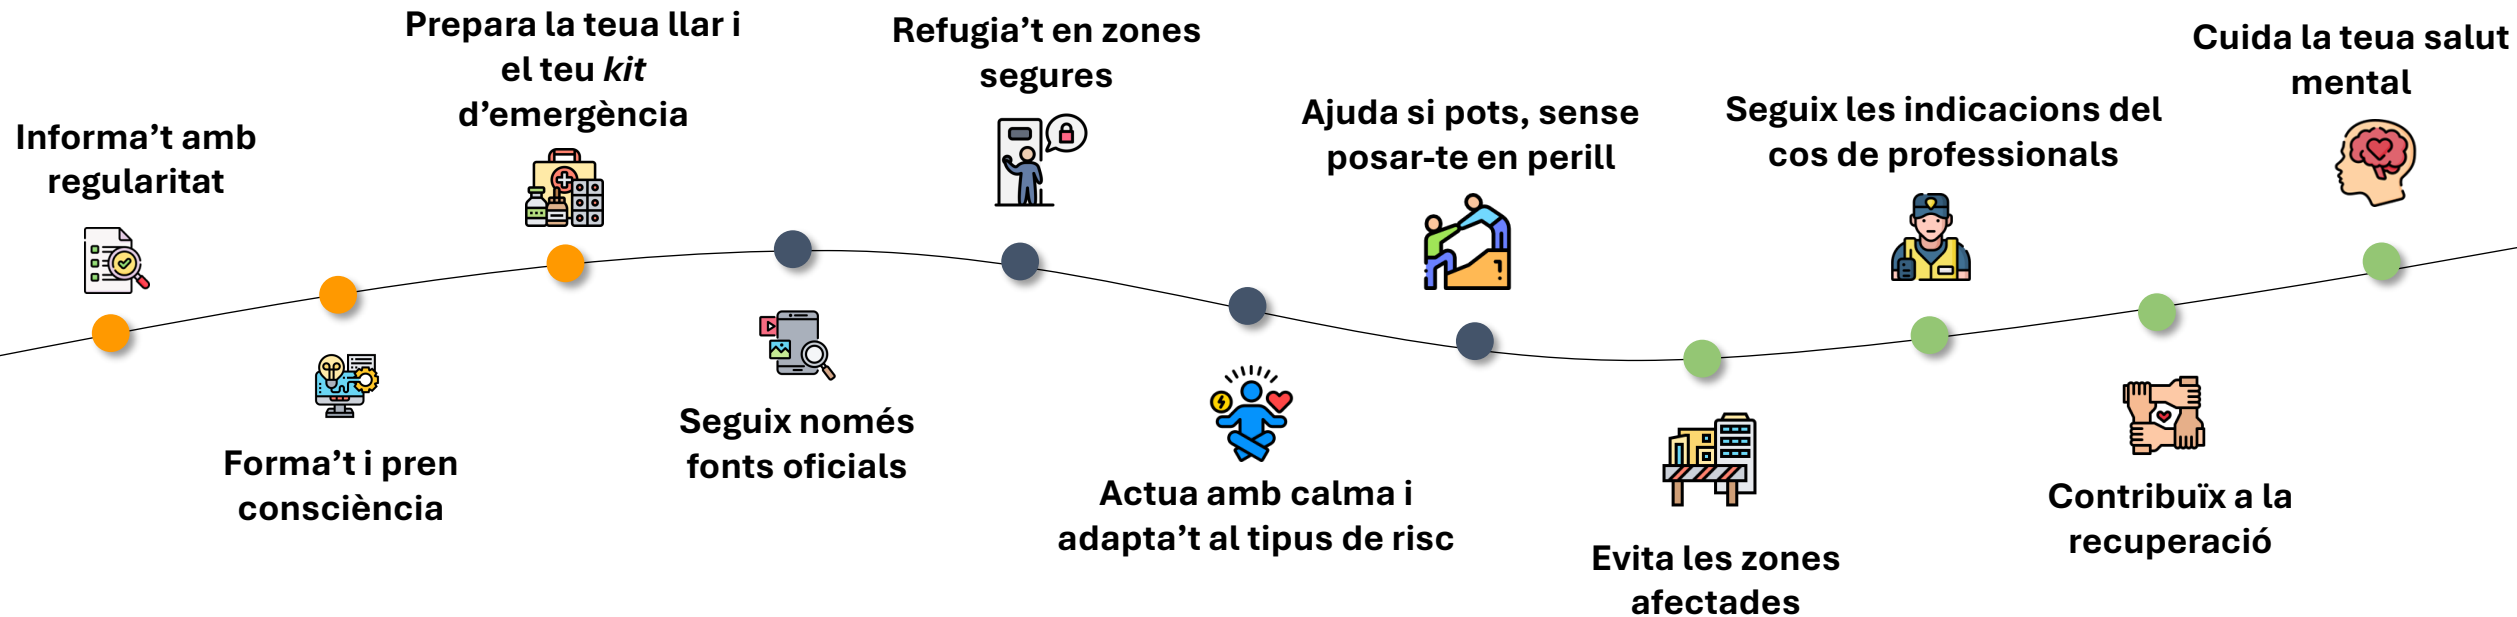 Informa’t amb
regularitat
Forma’t i pren
consciència
Prepara la teua llar i
el teu kit
d’emergència
Seguix només
fonts oficials
Refugia’t en zones
segures
Actua amb calma i
adapta’t al tipus de risc
Ajuda si pots, sense
posar-te en perill
Evita les zones
afectades
Seguix les indicacions del
cos de professionals
Contribuïx a la
recuperació
Cuida la teua salut
mental